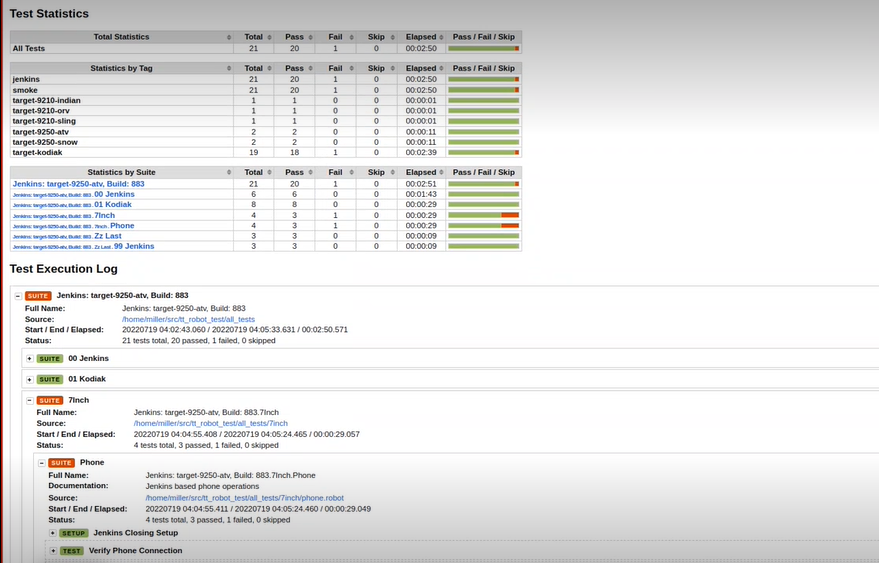 Test Statistics
Total Statistics Total Pass Fail Skip Elapsed Pass / Fail / Skip
All Tests 21 20 1 0 00:02:50
Statistics by Tag Total Pass Fail Skip Elapsed Pass / Fail / Skip
jenkins 21 20 1 0 00:02:50
smoke 21 20 1 0 00:02:50
target-9210-indian 1 1 0 0 00:00:01
target-9210-orv 1 1 0 0 00:00:01
target-9210-sling 1 1 0 0 00:00:01
target-9250-atv 2 2 0 0 00:00:11
target-9250-snow 2 2 0 0 00:00:11
target-kodiak 19 18 1 0 00:02:39
Statistics by Suite Total Pass Fail Skip Elapsed Pass / Fail / Skip
Jenkins: target-9250-atv, Build: 883 21 20 1 0 00:02:51
Jenkins: target-9250-atv, Build: 883 . 00 Jenkins 6 6 0 0 00:01:43
Jenkins: target-9250-atv, Build: 883 . 01 Kodiak 8 8 0 0 00:00:29
Jenkins: target-9250-atv, Build: 883 . 7Inch 4 3 1 0 00:00:29
Jenkins: target-9250-atv, Build: 883 . 7Inch . Phone 4 3 1 0 00:00:29
Jenkins: target-9250-atv, Build: 883 . Zz Last 3 3 0 0 00:00:09
Jenkins: target-9250-atv, Build: 883 . Zz Last . 99 Jenkins 3 3 0 0 00:00:09
Test Execution Log
SUITE Jenkins: target-9250-atv, Build: 883
Full Name: Jenkins: target-9250-atv, Build: 883
Source: /home/miller/src/tt_robot_test/all_tests
Start / End / Elapsed: 20220719 04:02:43.060 / 20220719 04:05:33.631 / 00:02:50.571
Status: 21 tests total, 20 passed, 1 failed, 0 skipped
SUITE 00 Jenkins
SUITE 01 Kodiak
SUITE 7Inch
Full Name: Jenkins: target-9250-atv, Build: 883.7Inch
Source: /home/miller/src/tt_robot_test/all_tests/7inch
Start / End / Elapsed: 20220719 04:04:55.408 / 20220719 04:05:24.465 / 00:00:29.057
Status: 4 tests total, 3 passed, 1 failed, 0 skipped
SUITE Phone
Full Name: Jenkins: target-9250-atv, Build: 883.7Inch.Phone
Documentation: Jenkins based phone operations
Source: /home/miller/src/tt_robot_test/all_tests/7inch/phone.robot
Start / End / Elapsed: 20220719 04:04:55.411 / 20220719 04:05:24.460 / 00:00:29.049
Status: 4 tests total, 3 passed, 1 failed, 0 skipped
SETUP Jenkins Closing Setup
TEST Verify Phone Connection